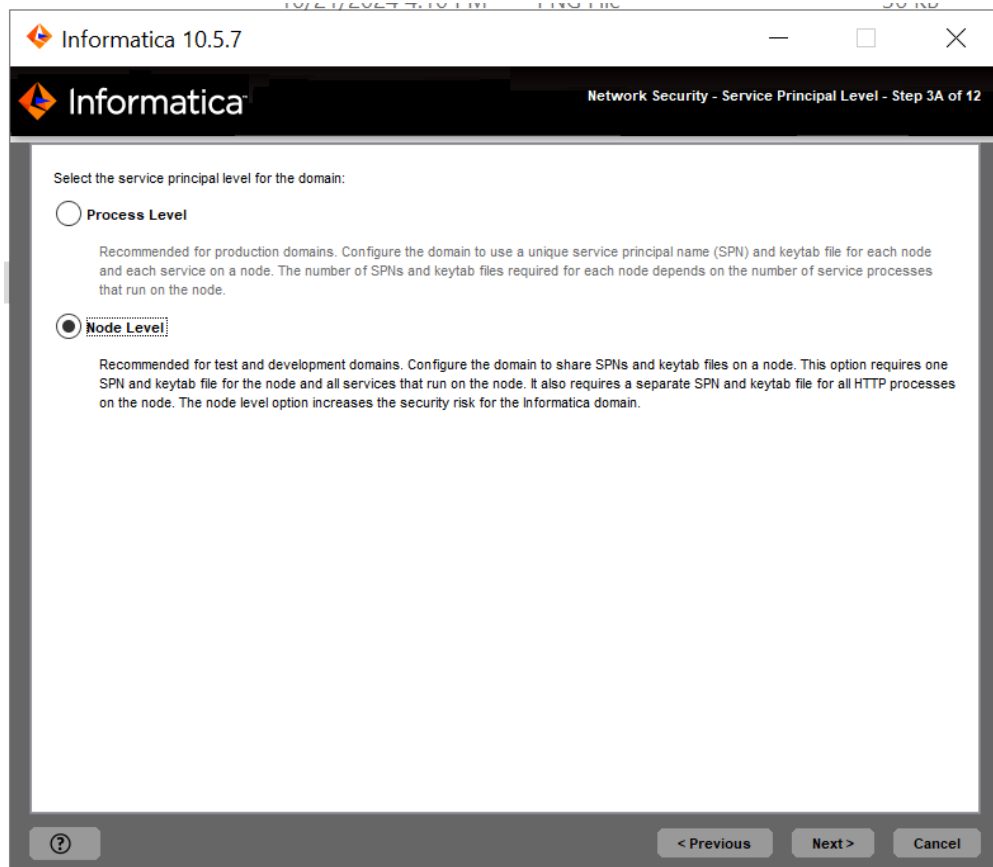 Informatica 10.5.7
Informatica
Network Security - Service Principal Level - Step 3A of 12
Select the service principal level for the domain:
Process Level
Recommended for production domains. Configure the domain to use a unique service principal name (SPN) and keytab file for each node
and each service on a node. The number of SPNs and keytab files required for each node depends on the number of service processes
that run on the node.
Node Level
Recommended for test and development domains. Configure the domain to share SPNs and keytab files on a node. This option requires one
SPN and keytab file for the node and all services that run on the node. It also requires a separate SPN and keytab file for all HTTP processes
on the node. The node level option increases the security risk for the Informatica domain.
?
< Previous
Next >
Cancel